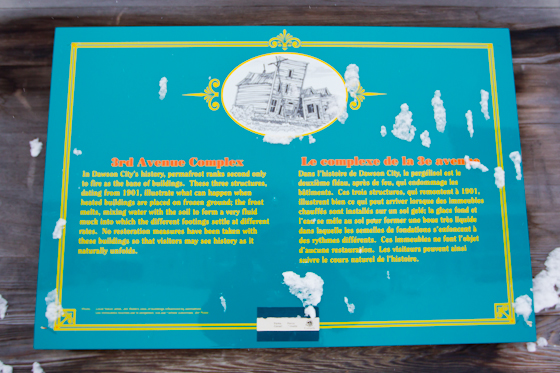 3rd Avenue Complex
In Dawson City's history, permafrost ranks second only
to fire as the bane of buildings. These three structures,
dating from 1901, illustrate what can happen when
heated buildings are placed on frozen ground; the frost
melts, mixing water with the soil to form a very fluid
muck into which the different footings settle at different
rates. No restoration measures have been taken with
these buildings so that visitors may see history as it
naturally unfolds.
Le complexe de la 3e avenue
Dans l'histoire de Dawson City, le pergélisol est le
deuxième fléau, après de feu, qui endommage les
bâtiments. Ces trois structures, qui remontent à 1901,
illustrent bien ce qui peut arriver lorsque des immeubles
chauffés sont installés sur un sol gelé; la glace fond et
l'eau se mêle au sol pour former une boue très liquide
dans laquelle les semelles de fondations s'enfoncent à
des rythmes différents. Ces immeubles ne font l'objet
d'aucune restauration. Les visiteurs peuvent ainsi
suivre le cours naturel de l'histoire.